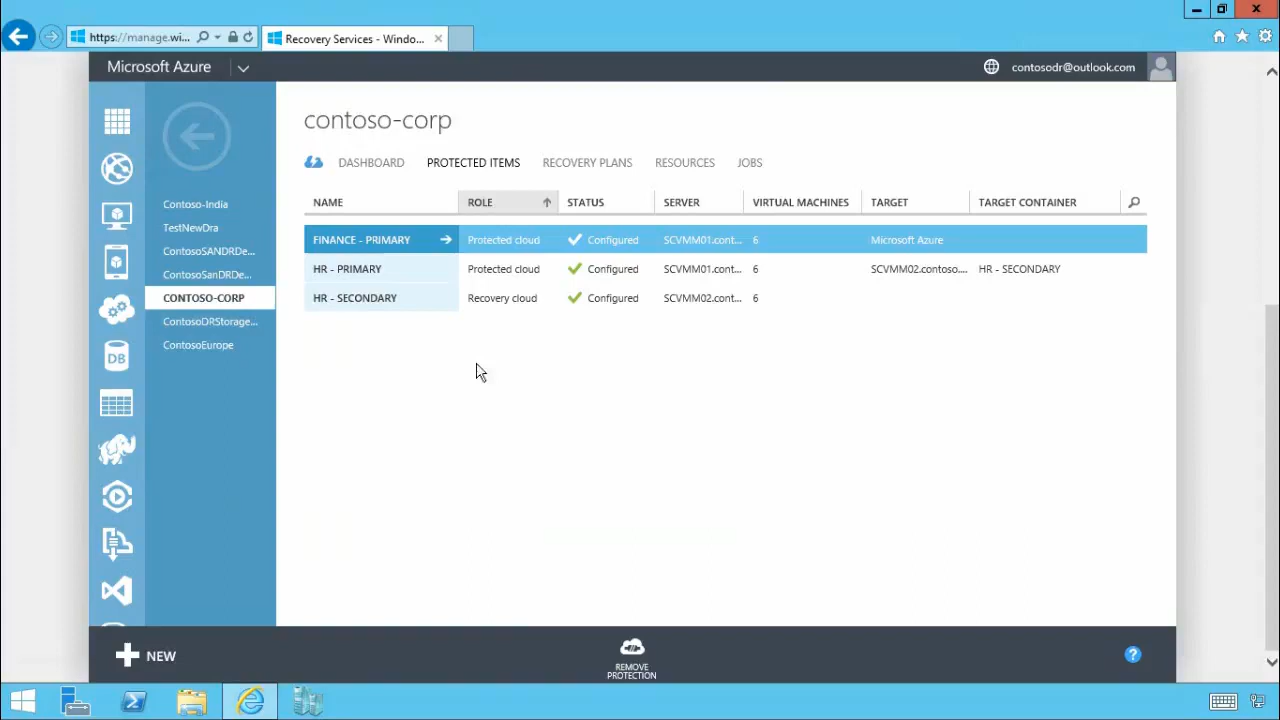 https://manage.wi...
Recovery Services - Windo...
Microsoft Azure
contosodr@outlook.com
Contoso-India
TestNewDra
ContosoSANDRDe...
ContosoSanDRDe...
CONTOSO-CORP
ContosoDRStorage...
ContosoEurope
DB
contoso-corp
DASHBOARD PROTECTED ITEMS RECOVERY PLANS RESOURCES JOBS
NAME ROLE STATUS SERVER VIRTUAL MACHINES TARGET TARGET CONTAINER
FINANCE - PRIMARY Protected cloud Configured SCVMM01.cont... 6 Microsoft Azure
HR - PRIMARY Protected cloud Configured SCVMM01.cont... 6 SCVMM02.contoso.... HR - SECONDARY
HR - SECONDARY Recovery cloud Configured SCVMM02.cont... 6
NEW
REMOVE
PROTECTION
?